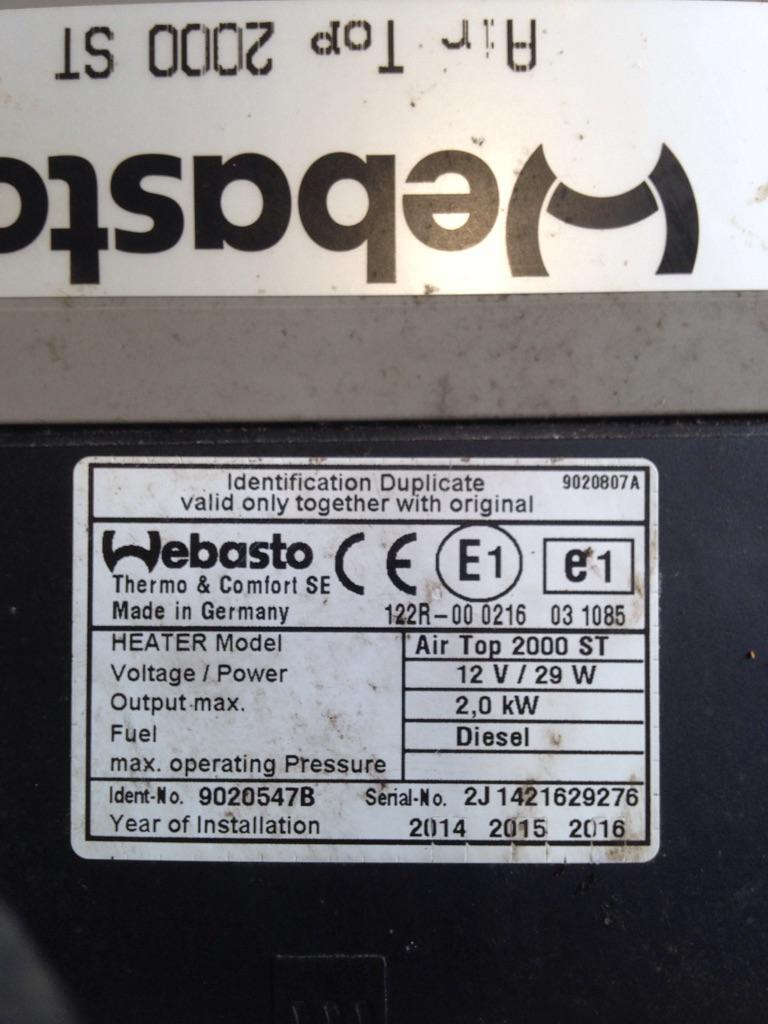 Air Top 2000 ST
Webasto
Identification Duplicate 9020807A
valid only together with original
Webasto CE E1 e1
Thermo & Comfort SE
Made in Germany 122R-00 0216 03 1085
HEATER Model Air Top 2000 ST
Voltage / Power 12 V / 29 W
Output max. 2,0 kW
Fuel Diesel
max. operating Pressure
Ident-No. 9020547B Serial-No. 2J1421629276
Year of Installation 2014 2015 2016